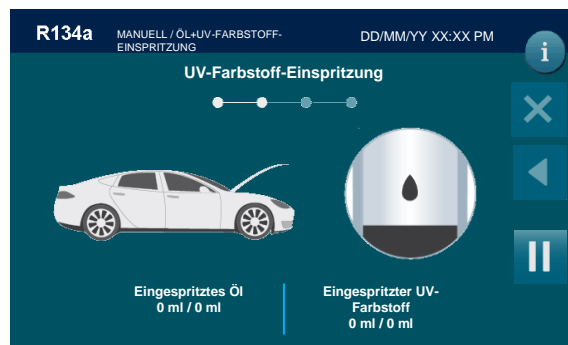 R134a
MANUELL / ÖL+UV-FARBSTOFF-
EINSPRITZUNG
DD/MM/YY XX:XX PM
i
UV-Farbstoff-Einspritzung
Eingespritztes Öl
0 ml / 0 ml
Eingespritzter UV-
Farbstoff
0 ml / 0 ml